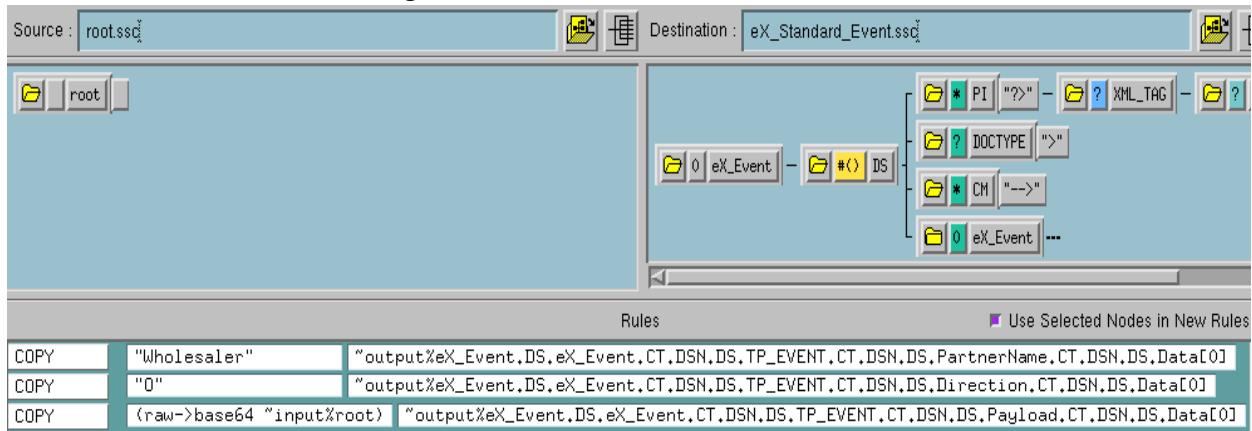 Source : root.ssc
Destination : eX_Standard_Event.ssc
root
* PI "?>" ? XML_TAG ?
? DOCTYPE ">"
0 eX_Event #() DS
* CM "-->"
0 eX_Event
Rules
Use Selected Nodes in New Rules
COPY "Wholesaler" ~output%eX_Event.DS.eX_Event.CT.DSN.DS.TP_EVENT.CT.DSN.DS.PartnerName.CT.DSN.DS.Data[0]
COPY "O" ~output%eX_Event.DS.eX_Event.CT.DSN.DS.TP_EVENT.CT.DSN.DS.Direction.CT.DSN.DS.Data[0]
COPY (raw->base64 ~input%root) ~output%eX_Event.DS.eX_Event.CT.DSN.DS.TP_EVENT.CT.DSN.DS.Payload.CT.DSN.DS.Data[0]